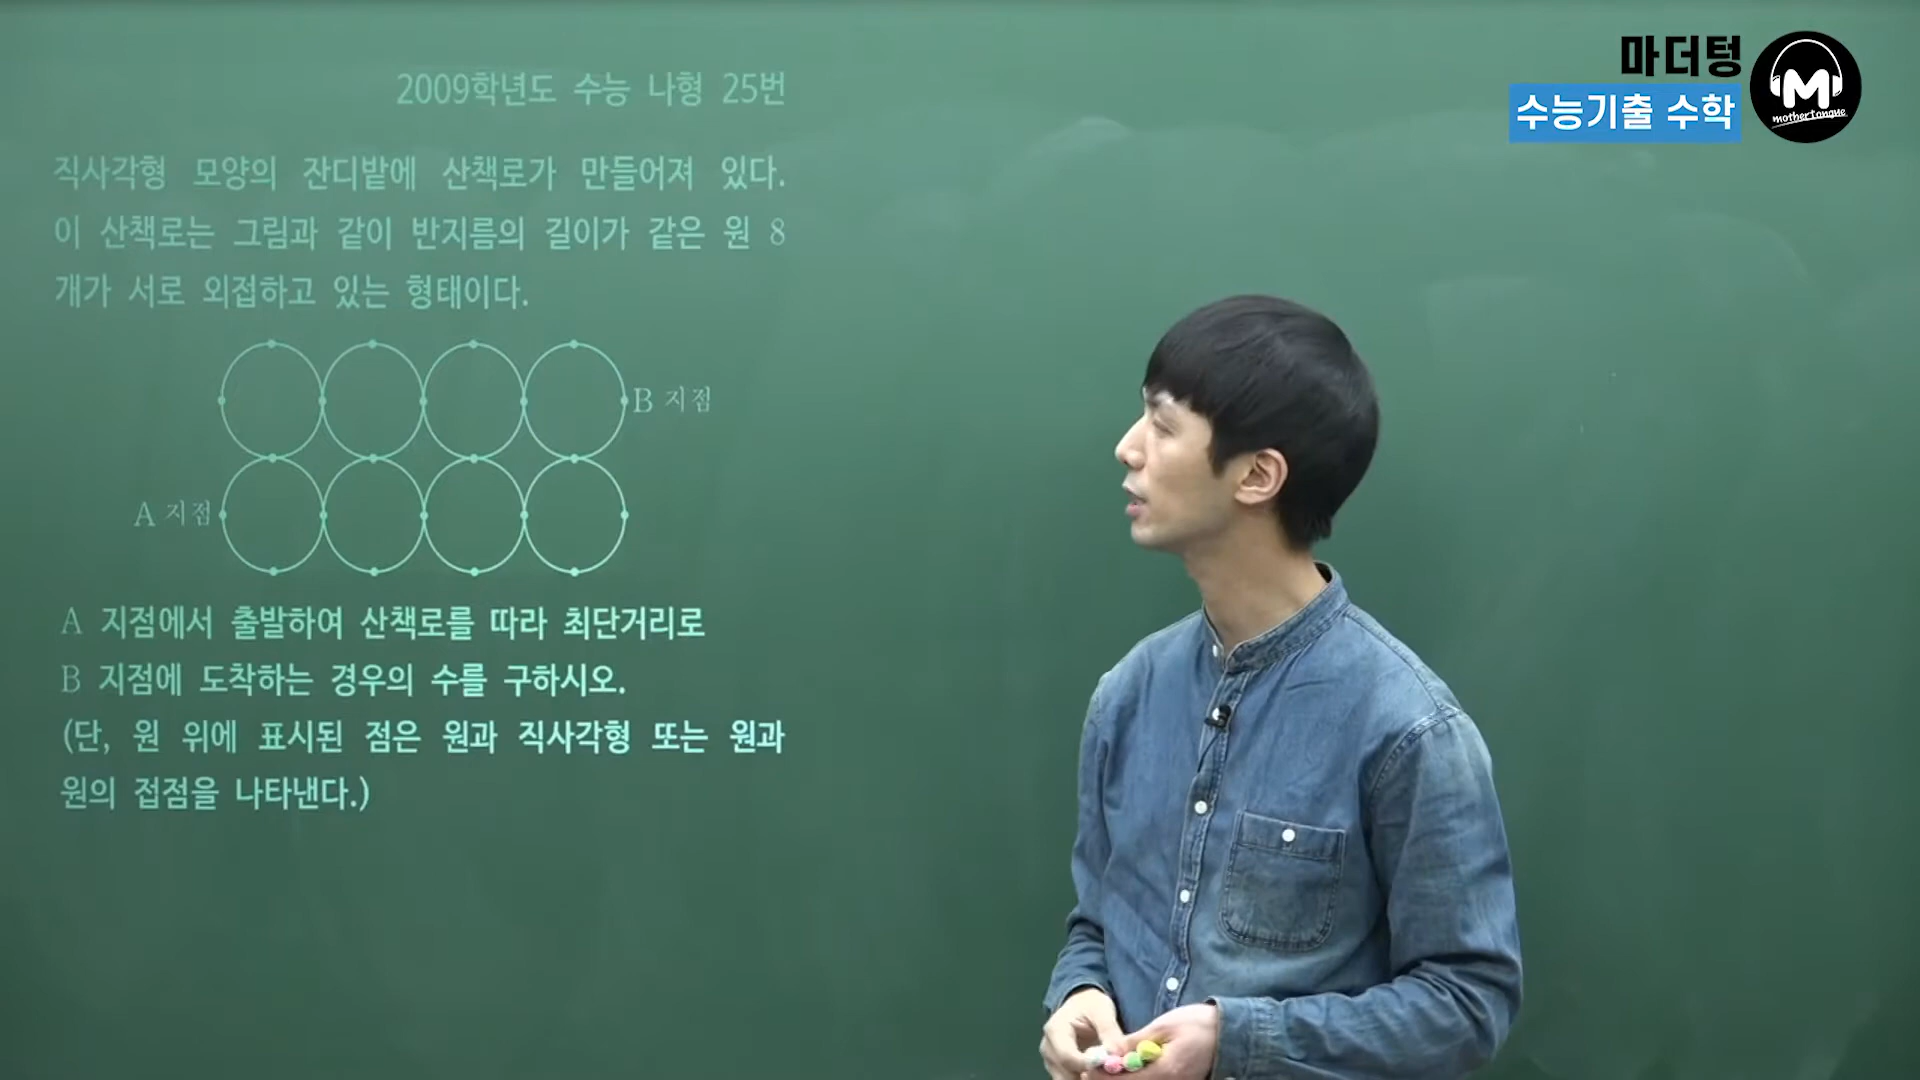 마더텅
수능기출 수학
M
mothertongue
2009학년도 수능 나형 25번
직사각형 모양의 잔디밭에 산책로가 만들어져 있다.
이 산책로는 그림과 같이 반지름의 길이가 같은 원 8
개가 서로 외접하고 있는 형태이다.
B 지점
A 지점
A 지점에서 출발하여 산책로를 따라 최단거리로
B 지점에 도착하는 경우의 수를 구하시오.
(단, 원 위에 표시된 점은 원과 직사각형 또는 원과
원의 접점을 나타낸다.)